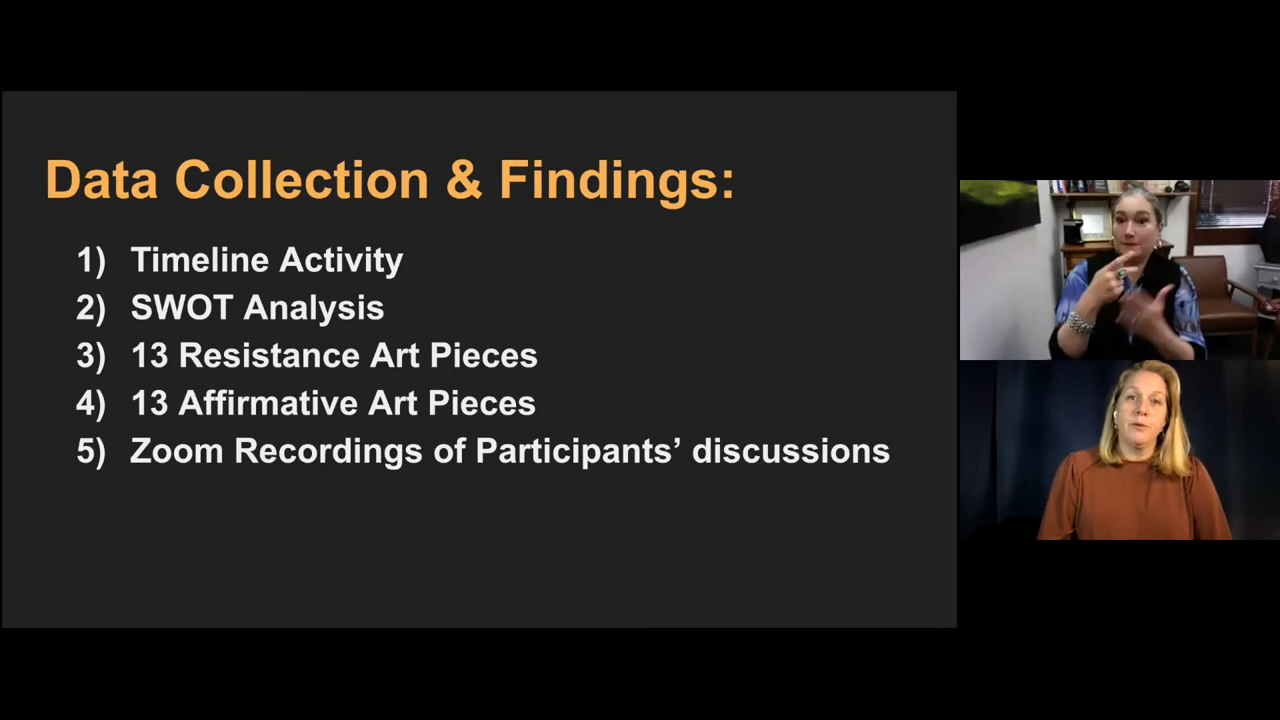 Data Collection & Findings:
1) Timeline Activity
2) SWOT Analysis
3) 13 Resistance Art Pieces
4) 13 Affirmative Art Pieces
5) Zoom Recordings of Participants’ discussions